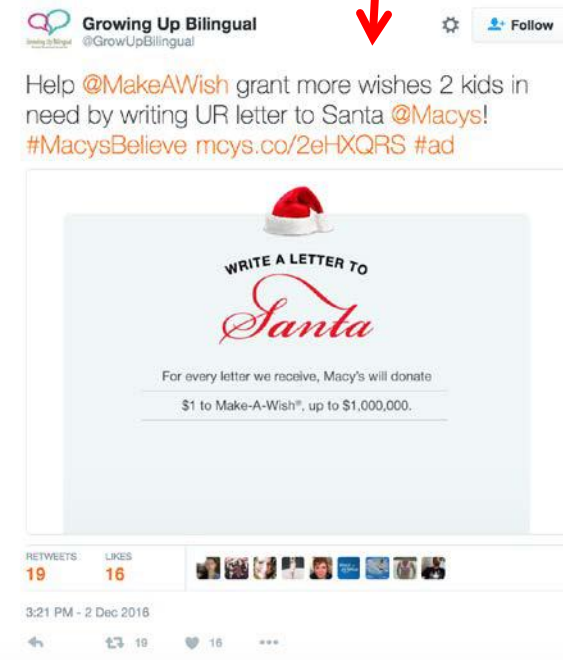 Growing Up Bilingual
@GrowUpBilingual
Follow
Help @MakeAWish grant more wishes 2 kids in
need by writing UR letter to Santa @Macys!
#MacysBelieve mcys.co/2eHXQRS #ad
WRITE A LETTER TO
Santa
For every letter we receive, Macy's will donate
$1 to Make-A-Wish®, up to $1,000,000.
RETWEETS LIKES
19 16
3:21 PM - 2 Dec 2016
19 16